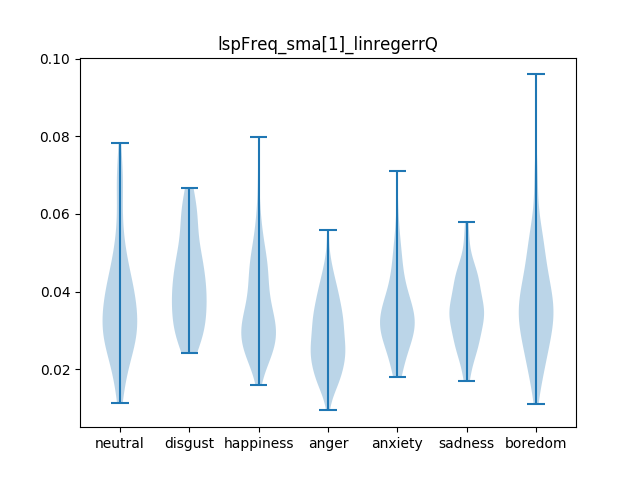 lspFreq_sma[1]_linregerrQ
0.10
0.08
0.06
0.04
0.02
neutral disgust happiness anger anxiety sadness boredom